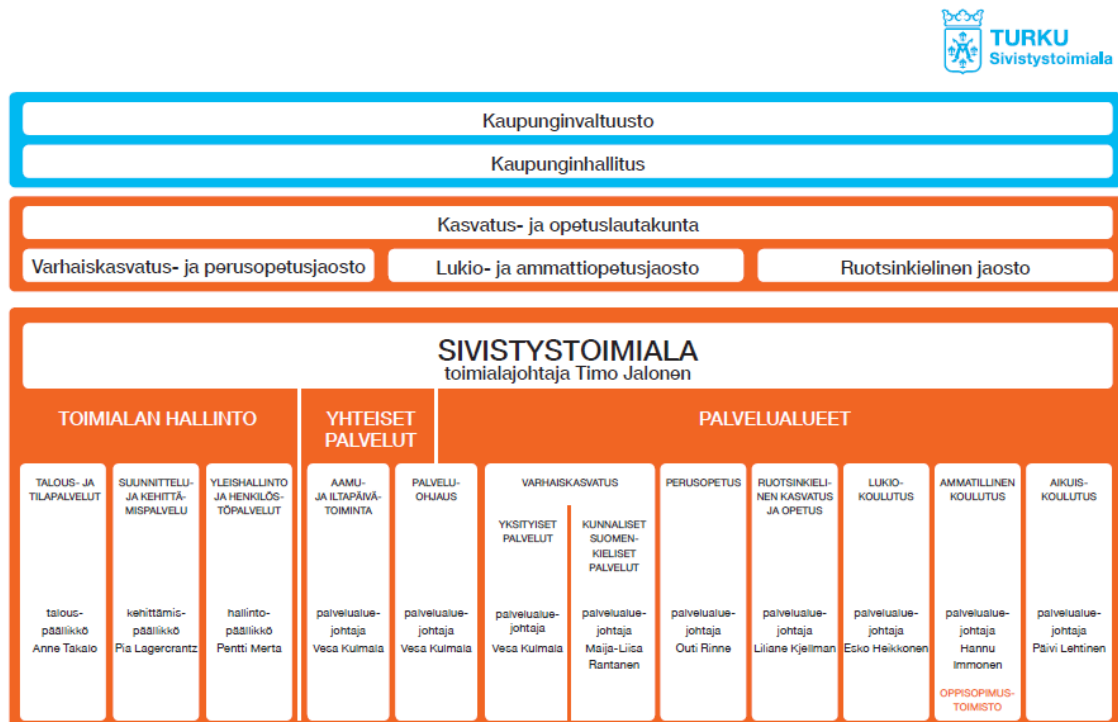 TURKU
Sivistystoimiala
Kaupunginvaltuusto
Kaupunginhallitus
Kasvatus- ja opetuslautakunta
Varhaiskasvatus- ja perusopetusjaosto
Lukio- ja ammattiopetusjaosto
Ruotsinkielinen jaosto
SIVISTYSTOIMIALA
toimialajohtaja Timo Jalonen
TOIMIALAN HALLINTO
YHTEISET
PALVELUT
PALVELUALUEET
TALOUS- JA
TILAPALVELUT
talous-
päällikkö
Anne Takalo
SUUNNITTELU-
JA KEHITTÄ-
MISPALVELU
kehittämis-
päällikkö
Pia Lagercrantz
YLEISHALLINTO
JA HENKILÖS-
TÖPALVELUT
hallinto-
päällikkö
Pentti Merta
AAMU-
JA ILTAPÄIVÄ-
TOIMINTA
palvelualue-
johtaja
Vesa Kulmala
PALVELU-
OHJAUS
palvelualue-
johtaja
Vesa Kulmala
VARHAISKASVATUS
YKSITYISET
PALVELUT
palvelualue-
johtaja
Vesa Kulmala
KUNNALISET
SUOMEN-
KIELISET
PALVELUT
palvelualue-
johtaja
Maija-Liisa
Rantanen
PERUSOPETUS
palvelualue-
johtaja
Outi Rinne
RUOTSINKIELI-
NEN KASVATUS
JA OPETUS
palvelualue-
johtaja
Liliane Kjellman
LUKIO-
KOULUTUS
palvelualue-
johtaja
Esko Heikkonen
AMMATILLINEN
KOULUTUS
palvelualue-
johtaja
Hannu
Immonen
OPPISOPIMUS-
TOIMISTO
AIKUIS-
KOULUTUS
palvelualue-
johtaja
Päivi Lehtinen